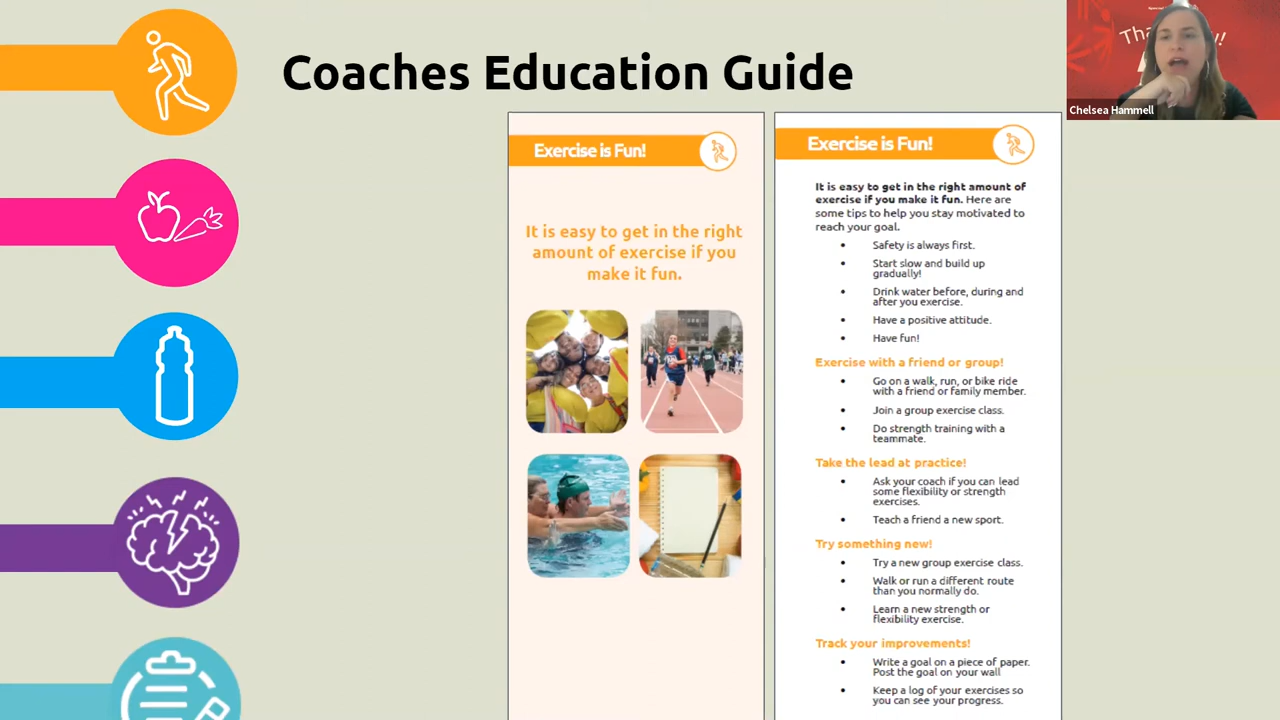 Coaches Education Guide
Chelsea Hammell
Exercise is Fun!
It is easy to get in the right
amount of exercise if you
make it fun.
Exercise is Fun!
It is easy to get in the right amount of
exercise if you make it fun. Here are
some tips to help you stay motivated to
reach your goal.
• Safety is always first.
• Start slow and build up
gradually!
• Drink water before, during and
after you exercise.
• Have a positive attitude.
• Have fun!
Exercise with a friend or group!
• Go on a walk, run, or bike ride
with a friend or family member.
• Join a group exercise class.
• Do strength training with a
teammate.
Take the lead at practice!
• Ask your coach if you can lead
some flexibility or strength
exercises.
• Teach a friend a new sport.
Try something new!
• Try a new group exercise class.
• Walk or run a different route
than you normally do.
• Learn a new strength or
flexibility exercise.
Track your improvements!
• Write a goal on a piece of paper.
Post the goal on your wall
• Keep a log of your exercises so
you can see your progress.